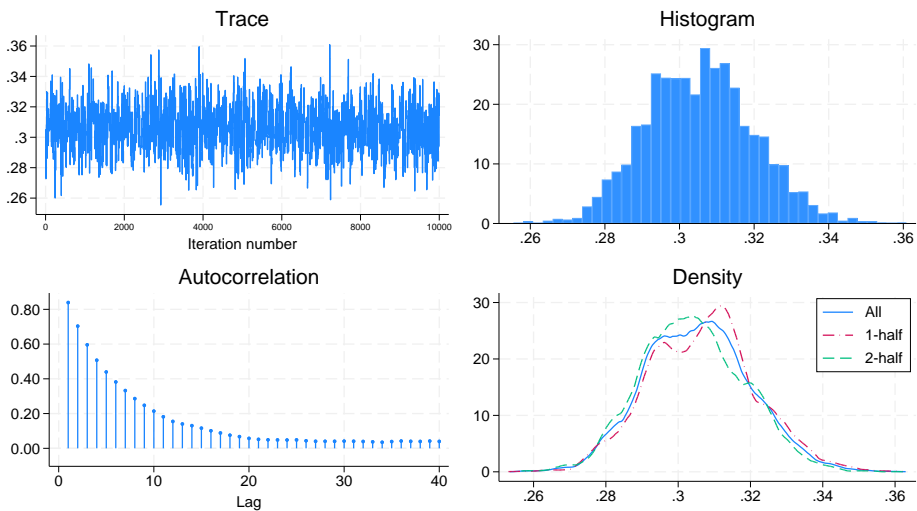 Trace
.36
.34
.32
.3
.28
.26
0 2000 4000 6000 8000 10000
Iteration number
Histogram
30
20
10
0
.26 .28 .3 .32 .34 .36
Autocorrelation
0.80
0.60
0.40
0.20
0.00
0 10 20 30 40
Lag
Density
30
20
10
0
.26 .28 .3 .32 .34 .36
All
1-half
2-half